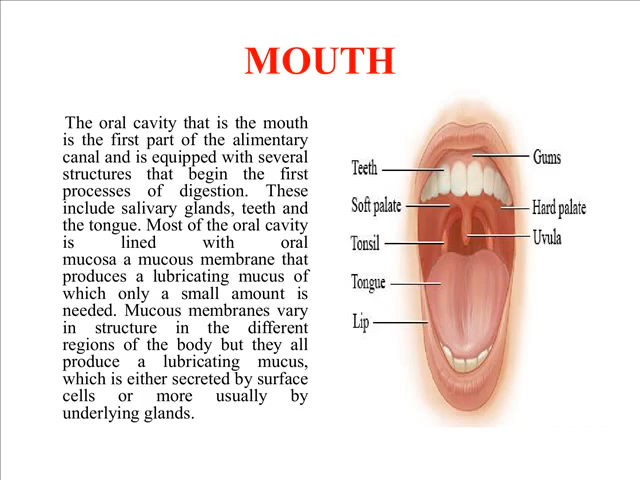 MOUTH
The oral cavity that is the mouth
is the first part of the alimentary
canal and is equipped with several
structures that begin the first
processes of digestion. These
include salivary glands, teeth and
the tongue. Most of the oral cavity
is lined with oral
mucosa a mucous membrane that
produces a lubricating mucus of
which only a small amount is
needed. Mucous membranes vary
in structure in the different
regions of the body but they all
produce a lubricating mucus,
which is either secreted by surface
cells or more usually by
underlying glands.
Teeth
Soft palate
Tonsil
Tongue
Lip
Gums
Hard palate
Uvula